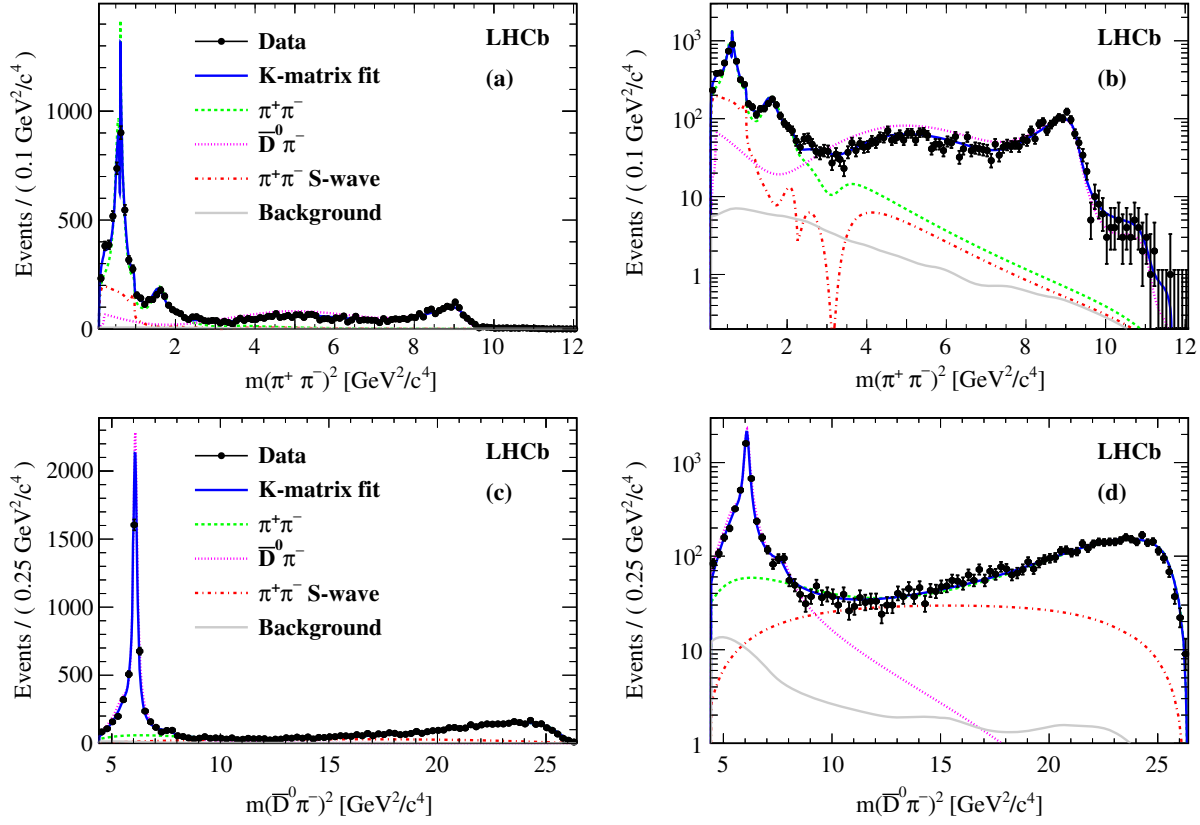 LHCb
(a)
Data
K-matrix fit
π⁺π⁻
D̅⁰π⁻
π⁺π⁻ S-wave
Background
Events / ( 0.1 GeV²/c⁴ )
0
500
1000
2 4 6 8 10 12
m(π⁺ π⁻)² [GeV²/c⁴]
LHCb
(b)
Events / ( 0.1 GeV²/c⁴ )
10³
10²
10
1
2 4 6 8 10 12
m(π⁺ π⁻)² [GeV²/c⁴]
LHCb
(c)
Data
K-matrix fit
π⁺π⁻
D̅⁰π⁻
π⁺π⁻ S-wave
Background
Events / ( 0.25 GeV²/c⁴ )
2000
1500
1000
500
0
5 10 15 20 25
m(D̅⁰π⁻)² [GeV²/c⁴]
LHCb
(d)
Events / ( 0.25 GeV²/c⁴ )
10³
10²
10
1
5 10 15 20 25
m(D̅⁰π⁻)² [GeV²/c⁴]